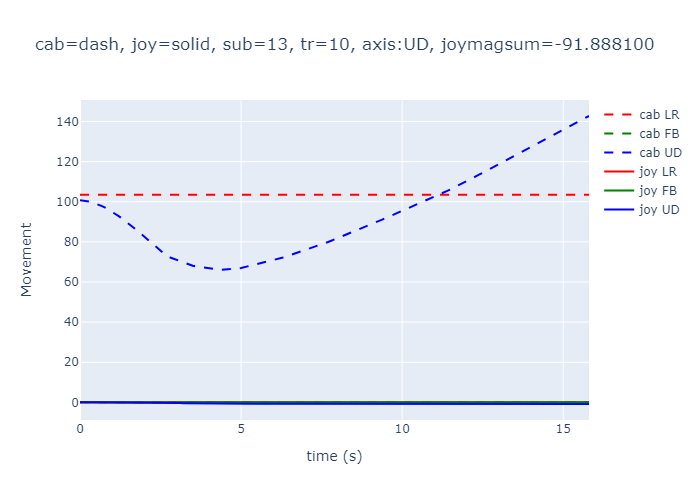 cab=dash, joy=solid, sub=13, tr=10, axis:UD, joymagsum=-91.888100
140
120
100
80
60
40
20
0
Movement
0 5 10 15
time (s)
cab LR
cab FB
cab UD
joy LR
joy FB
joy UD